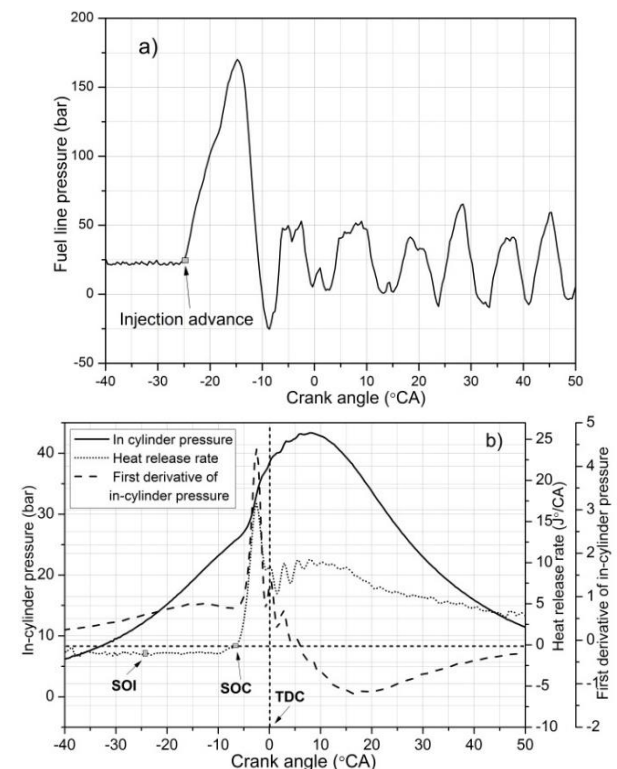 a)
Fuel line pressure (bar)
200
150
100
50
0
-50
Injection advance
-40 -30 -20 -10 0 10 20 30 40 50
Crank angle (°CA)
b)
In cylinder pressure
Heat release rate
First derivative of
in-cylinder pressure
In-cylinder pressure (bar)
40
30
20
10
0
SOI
SOC
TDC
25
20
15
10
5
0
-5
-10
Heat release rate (J°/CA)
5
4
3
2
1
0
-1
-2
First derivative of in-cylinder pressure
-40 -20 0 20 40 50
Crank angle (°CA)